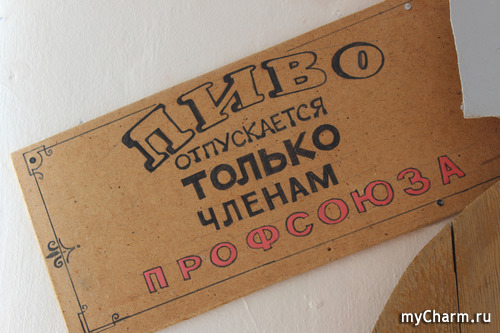 ПИВО
ОТПУСКАЕТСЯ
ТОЛЬКО
ЧЛЕНАМ
ПРОФСОЮЗА
myCharm.ru